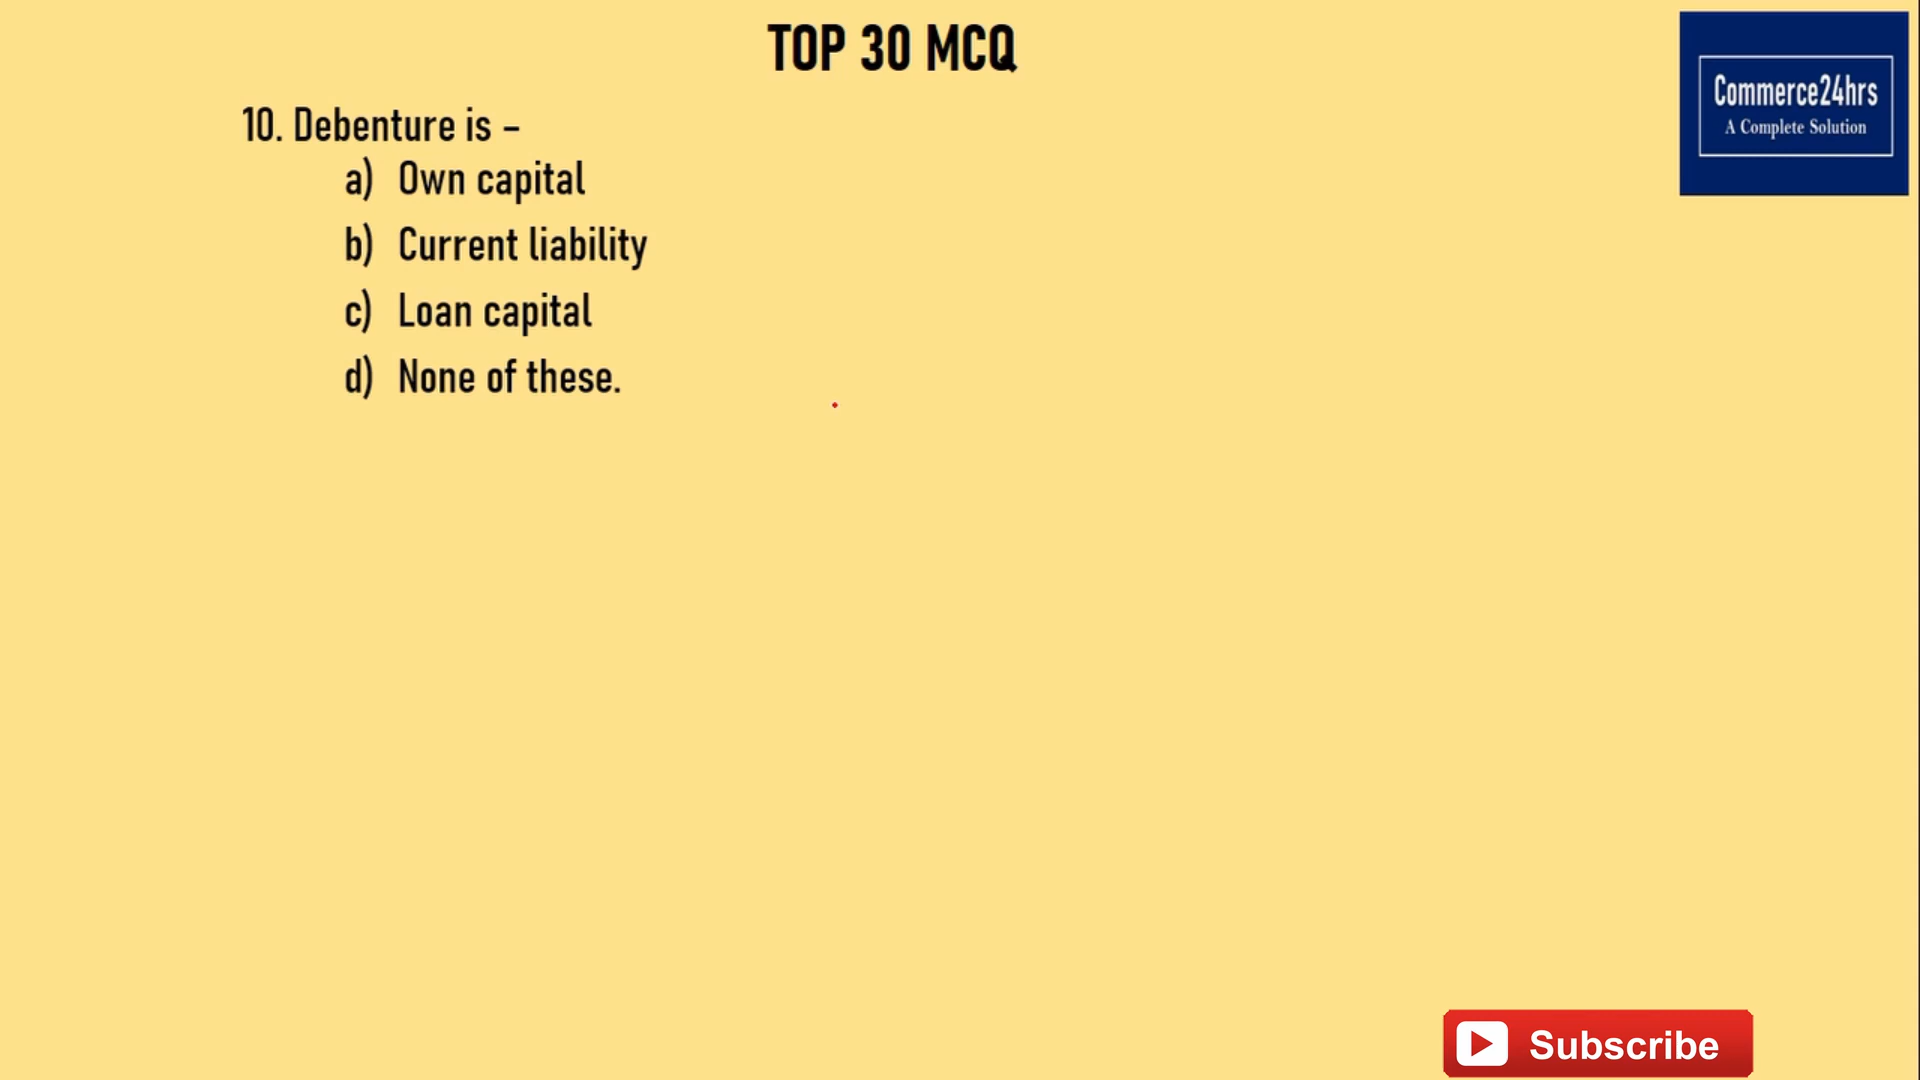 TOP 30 MCQ
Commerce24hrs
A Complete Solution
10. Debenture is –
a) Own capital
b) Current liability
c) Loan capital
d) None of these.
Subscribe